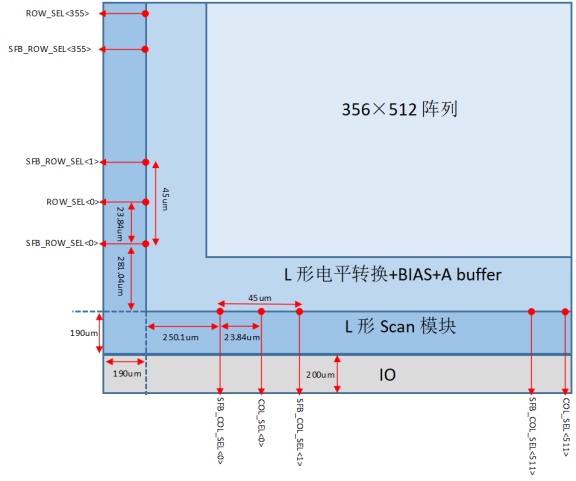 ROW_SEL<355>
SFB_ROW_SEL<355>
356×512 阵列
SFB_ROW_SEL<1>
45um
ROW_SEL<0>
23.84um
SFB_ROW_SEL<0>
281.04um
L 形电平转换+BIAS+A buffer
45um
L 形 Scan 模块
190um
250.1um
23.84um
190um
200um
IO
SFB_COL_SEL<0>
COL_SEL<0>
SFB_COL_SEL<1>
SFB_COL_SEL<511>
COL_SEL<511>